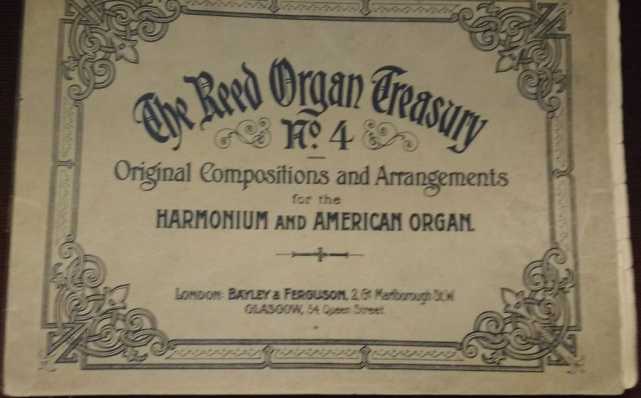 The Reed Organ Treasury
No. 4
Original Compositions and Arrangements
for the
HARMONIUM AND AMERICAN ORGAN.
LONDON: BAYLEY & FERGUSON, 2, Gt Marlborough St. W
GLASGOW, 54 Queen Street.